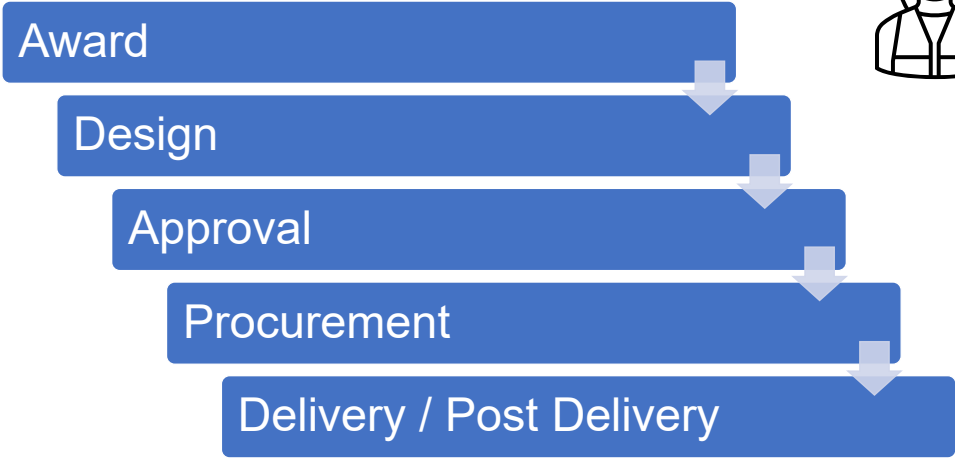 Award
Design
Approval
Procurement
Delivery / Post Delivery